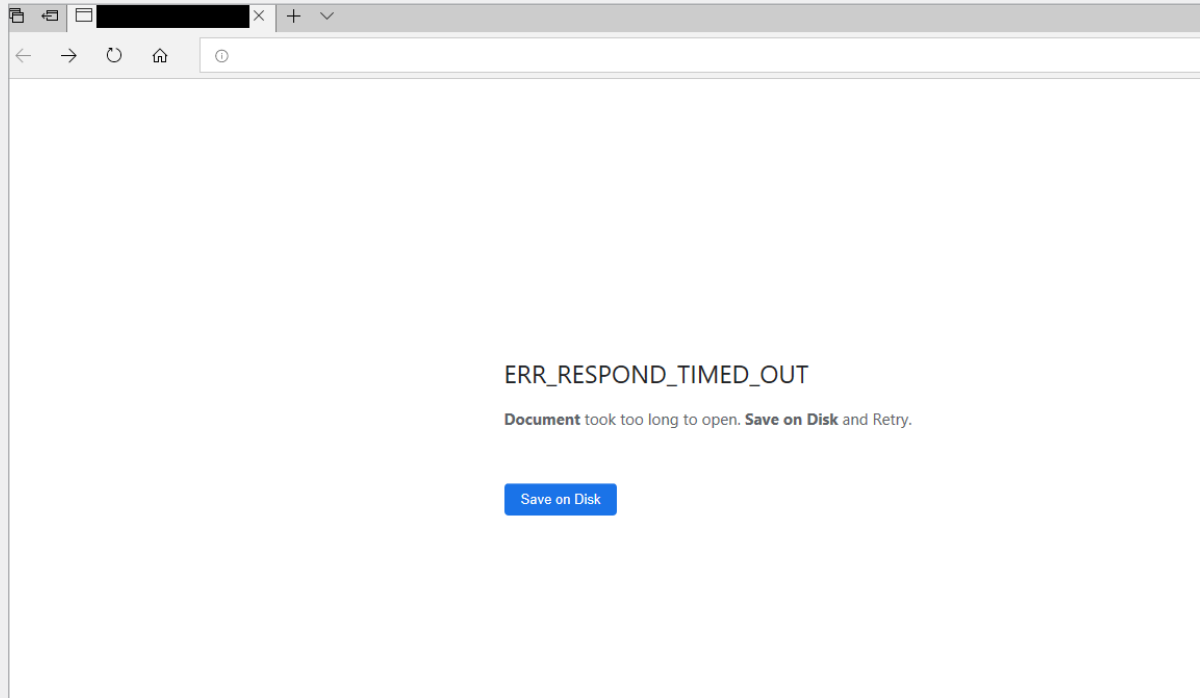 ERR_RESPOND_TIMED_OUT
Document took too long to open. Save on Disk and Retry.
Save on Disk